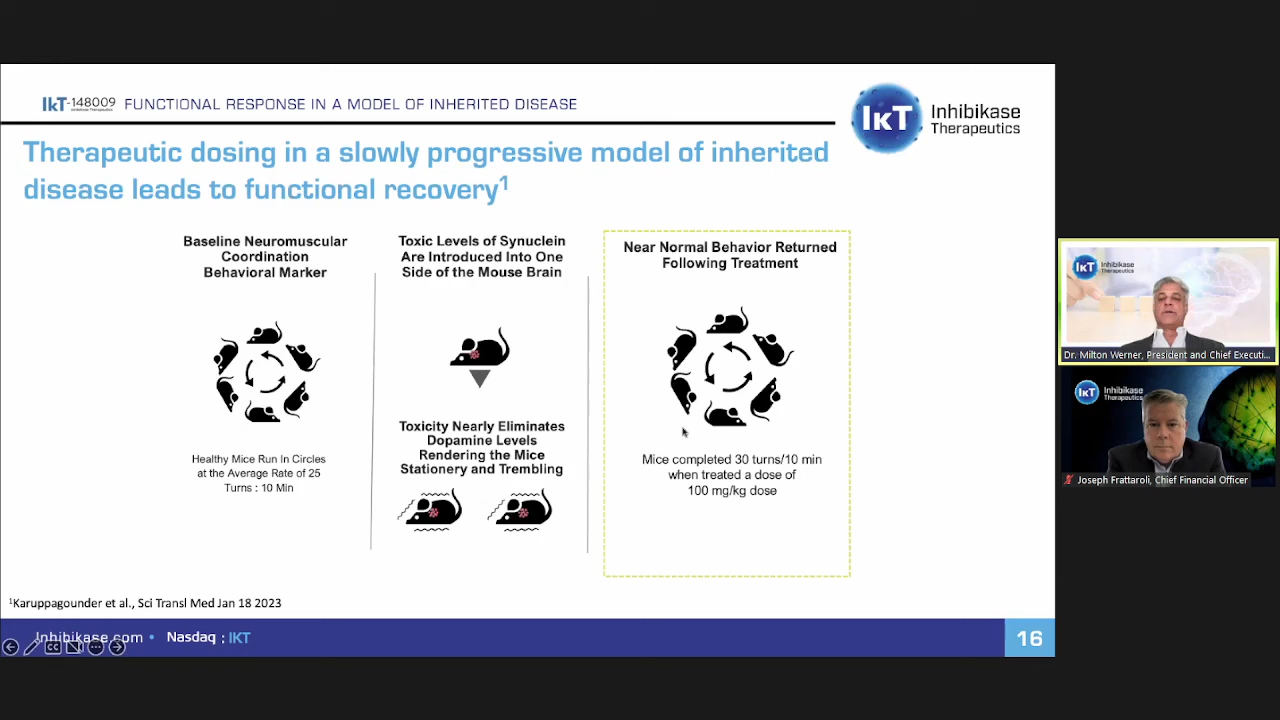 IkT-148009 FUNCTIONAL RESPONSE IN A MODEL OF INHERITED DISEASE
Inhibikase Therapeutics
IKT
Inhibikase
Therapeutics
Therapeutic dosing in a slowly progressive model of inherited
disease leads to functional recovery1
Baseline Neuromuscular
Coordination
Behavioral Marker
Healthy Mice Run In Circles
at the Average Rate of 25
Turns : 10 Min
Toxic Levels of Synuclein
Are Introduced Into One
Side of the Mouse Brain
Toxicity Nearly Eliminates
Dopamine Levels
Rendering the Mice
Stationery and Trembling
Near Normal Behavior Returned
Following Treatment
Mice completed 30 turns/10 min
when treated a dose of
100 mg/kg dose
1Karuppagounder et al., Sci Transl Med Jan 18 2023
Inhibikase.com • Nasdaq : IKT
16
IKT
Inhibikase
Therapeutics
Dr. Milton Werner, President and Chief Executi...
IKT
Inhibikase
Therapeutics
Joseph Frattaroli, Chief Financial Officer